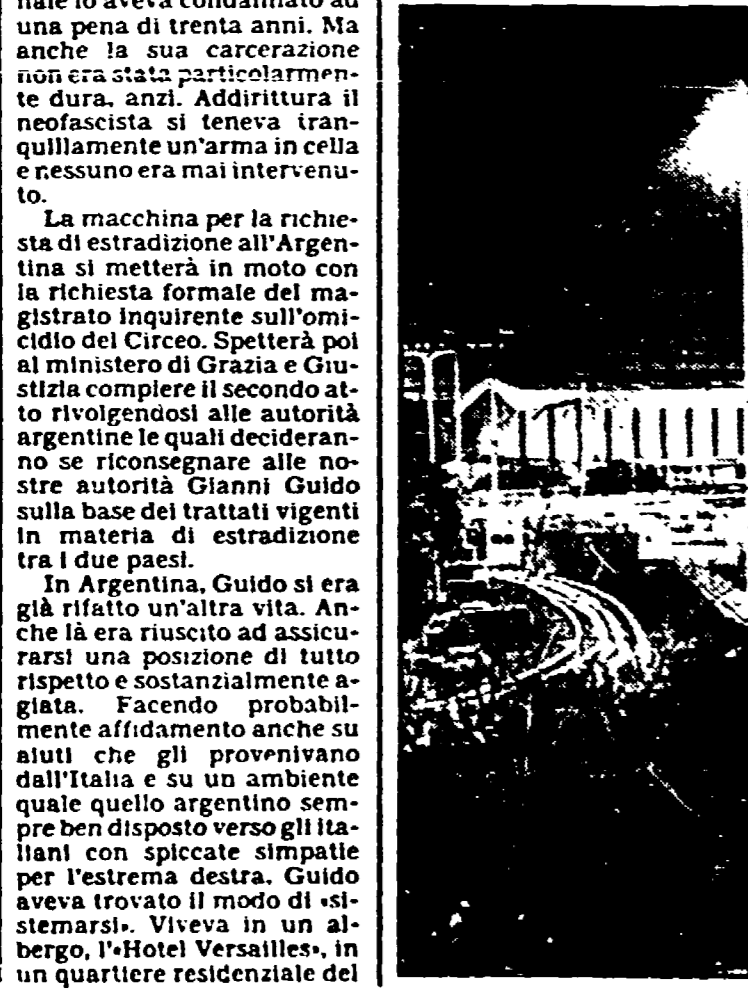 nale lo aveva condannato ad
una pena di trenta anni. Ma
anche la sua carcerazione
non era stata particolarmen-
te dura, anzi. Addirittura il
neofascista si teneva tran-
quillamente un'arma in cella
e nessuno era mai intervenu-
to.
La macchina per la richie-
sta di estradizione all'Argen-
tina si metterà in moto con
la richiesta formale del ma-
gistrato inquirente sull'omi-
cidio del Circeo. Spetterà poi
al ministero di Grazia e Giu-
stizia compiere il secondo at-
to rivolgendosi alle autorità
argentine le quali decideran-
no se riconsegnare alle no-
stre autorità Gianni Guido
sulla base dei trattati vigenti
in materia di estradizione
tra i due paesi.
In Argentina, Guido si era
già rifatto un'altra vita. An-
che là era riuscito ad assicu-
rarsi una posizione di tutto
rispetto e sostanzialmente a-
giata. Facendo probabil-
mente affidamento anche su
aiuti che gli provenivano
dall'Italia e su un ambiente
quale quello argentino sem-
pre ben disposto verso gli ita-
liani con spiccate simpatie
per l'estrema destra, Guido
aveva trovato il modo di «si-
stemarsi». Viveva in un al-
bergo, l'«Hotel Versailles», in
un quartiere residenziale del